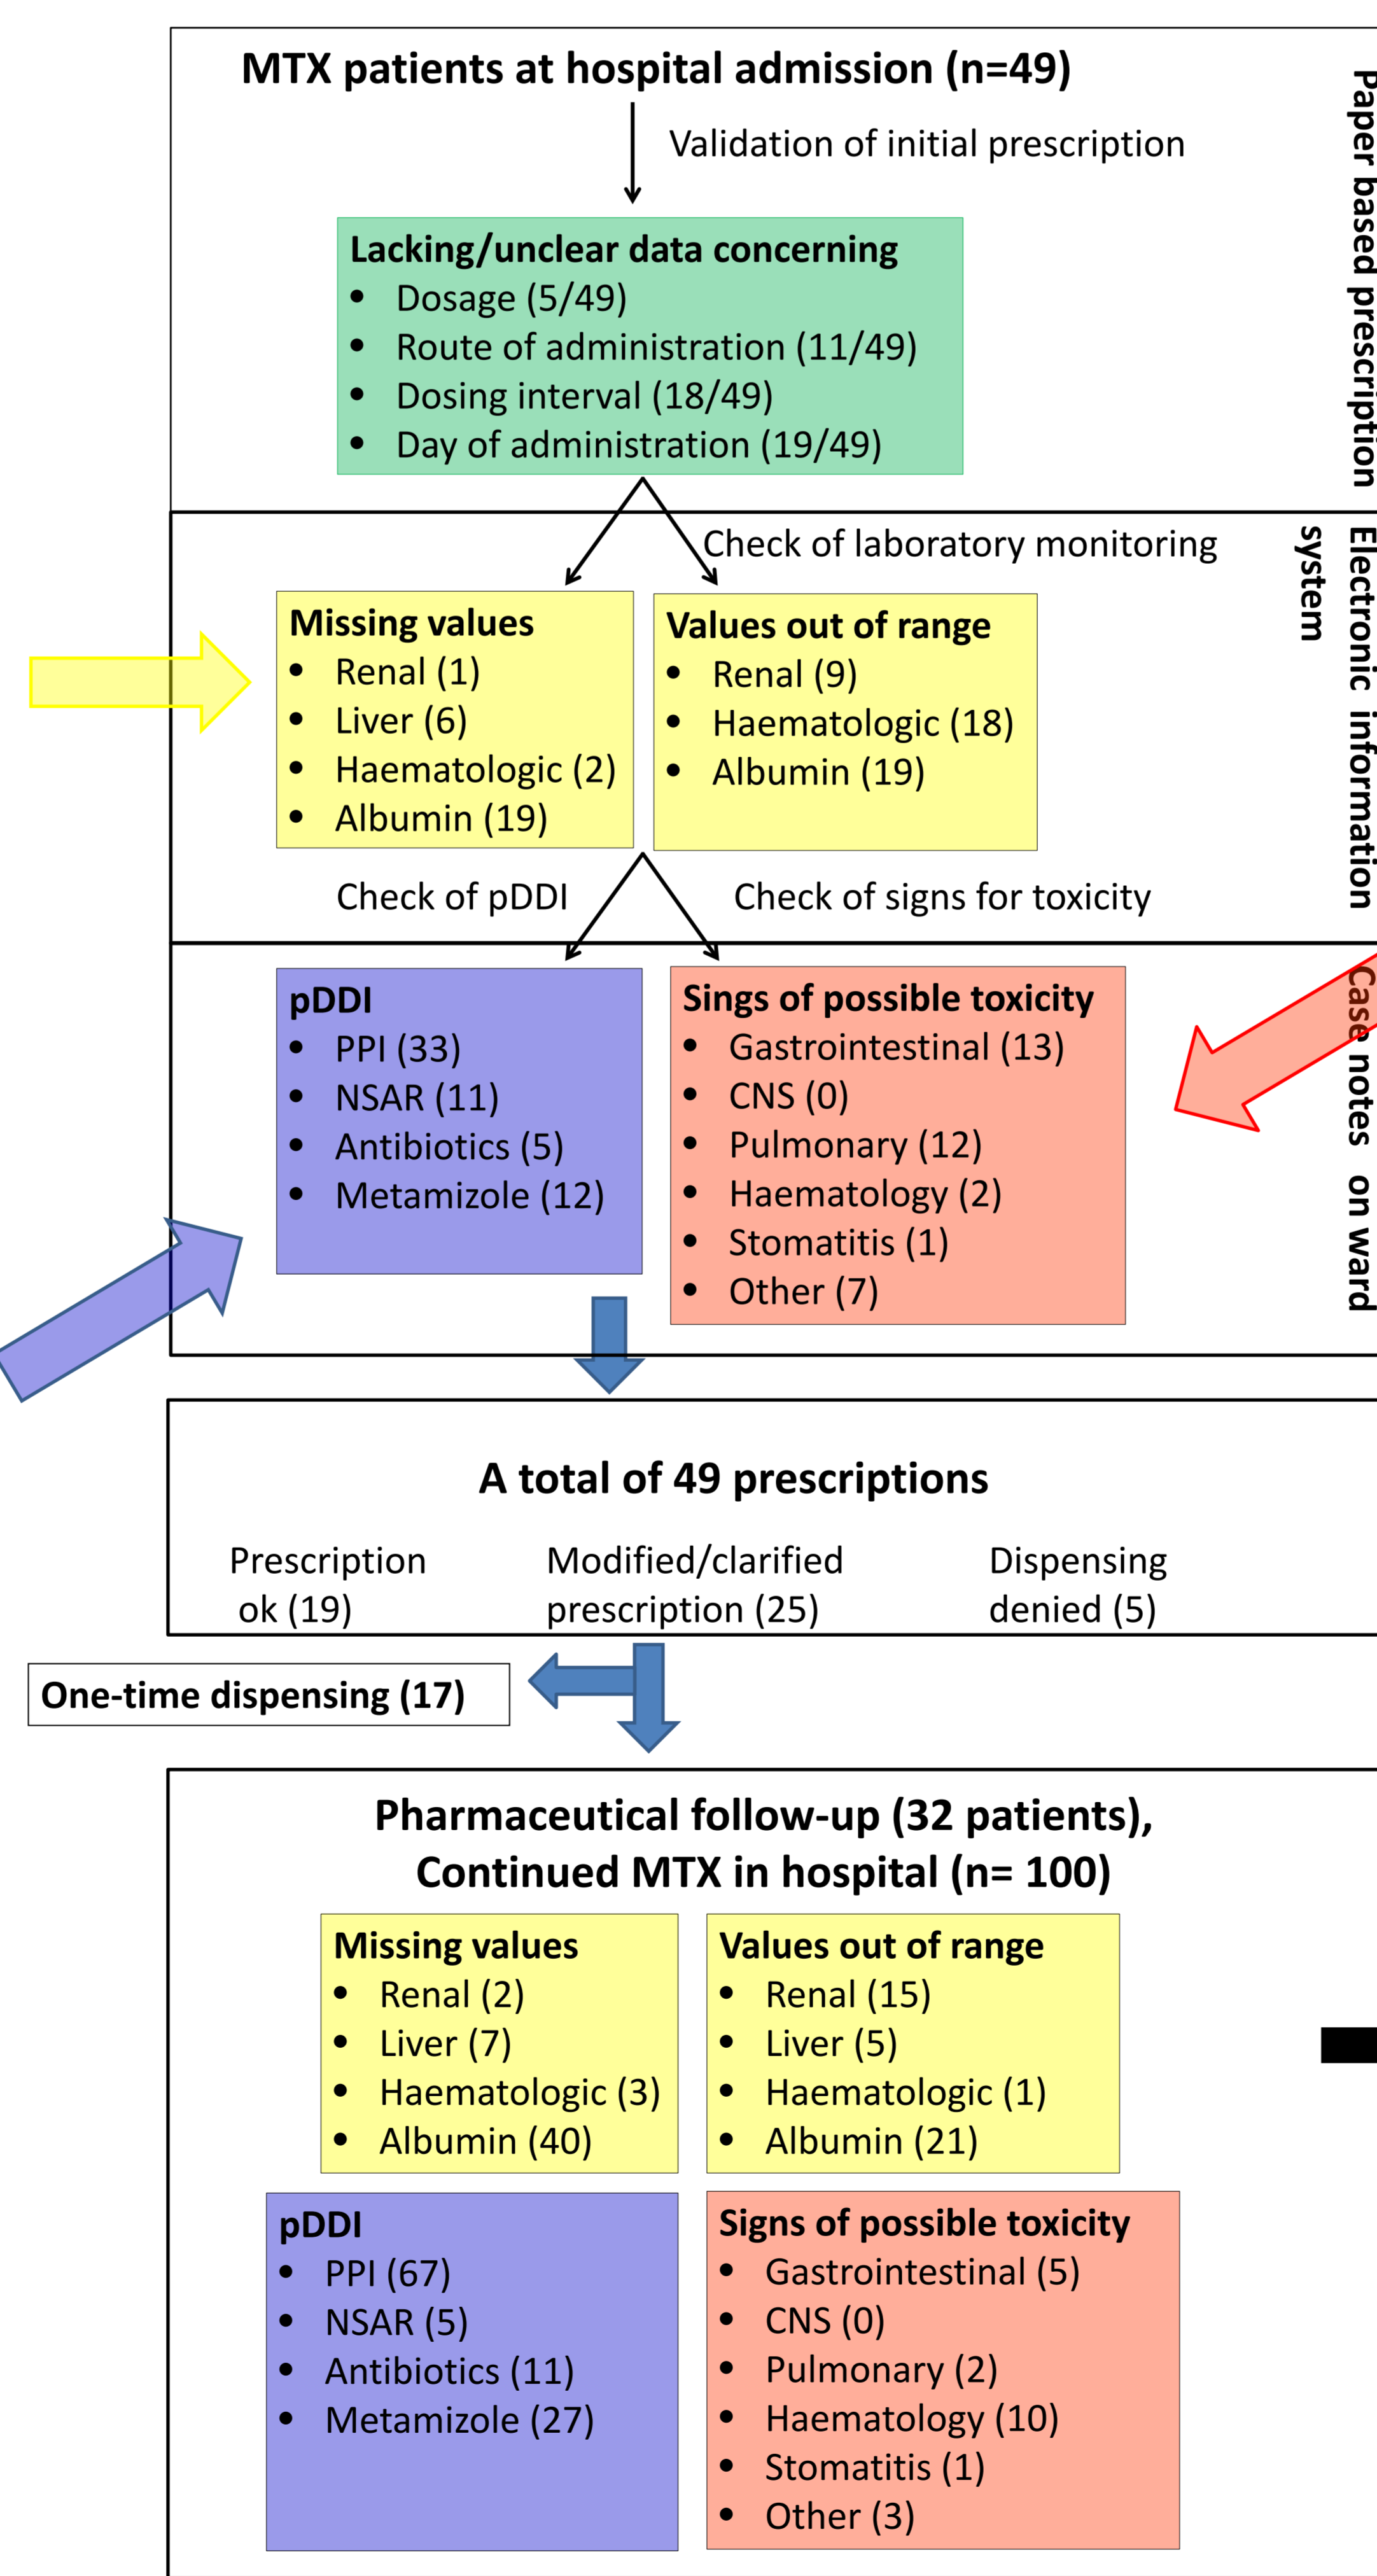 MTX patients at hospital admission (n=49)
Validation of initial prescription
Paper based prescription
Lacking/unclear data concerning
• Dosage (5/49)
• Route of administration (11/49)
• Dosing interval (18/49)
• Day of administration (19/49)
Check of laboratory monitoring
Electronic information
system
Missing values
• Renal (1)
• Liver (6)
• Haematologic (2)
• Albumin (19)
Values out of range
• Renal (9)
• Haematologic (18)
• Albumin (19)
Check of pDDI
Check of signs for toxicity
pDDI
• PPI (33)
• NSAR (11)
• Antibiotics (5)
• Metamizole (12)
Sings of possible toxicity
• Gastrointestinal (13)
• CNS (0)
• Pulmonary (12)
• Haematology (2)
• Stomatitis (1)
• Other (7)
Case notes on ward
A total of 49 prescriptions
Prescription
ok (19)
Modified/clarified
prescription (25)
Dispensing
denied (5)
One-time dispensing (17)
Pharmaceutical follow-up (32 patients),
Continued MTX in hospital (n= 100)
Missing values
• Renal (2)
• Liver (7)
• Haematologic (3)
• Albumin (40)
Values out of range
• Renal (15)
• Liver (5)
• Haematologic (1)
• Albumin (21)
pDDI
• PPI (67)
• NSAR (5)
• Antibiotics (11)
• Metamizole (27)
Signs of possible toxicity
• Gastrointestinal (5)
• CNS (0)
• Pulmonary (2)
• Haematology (10)
• Stomatitis (1)
• Other (3)